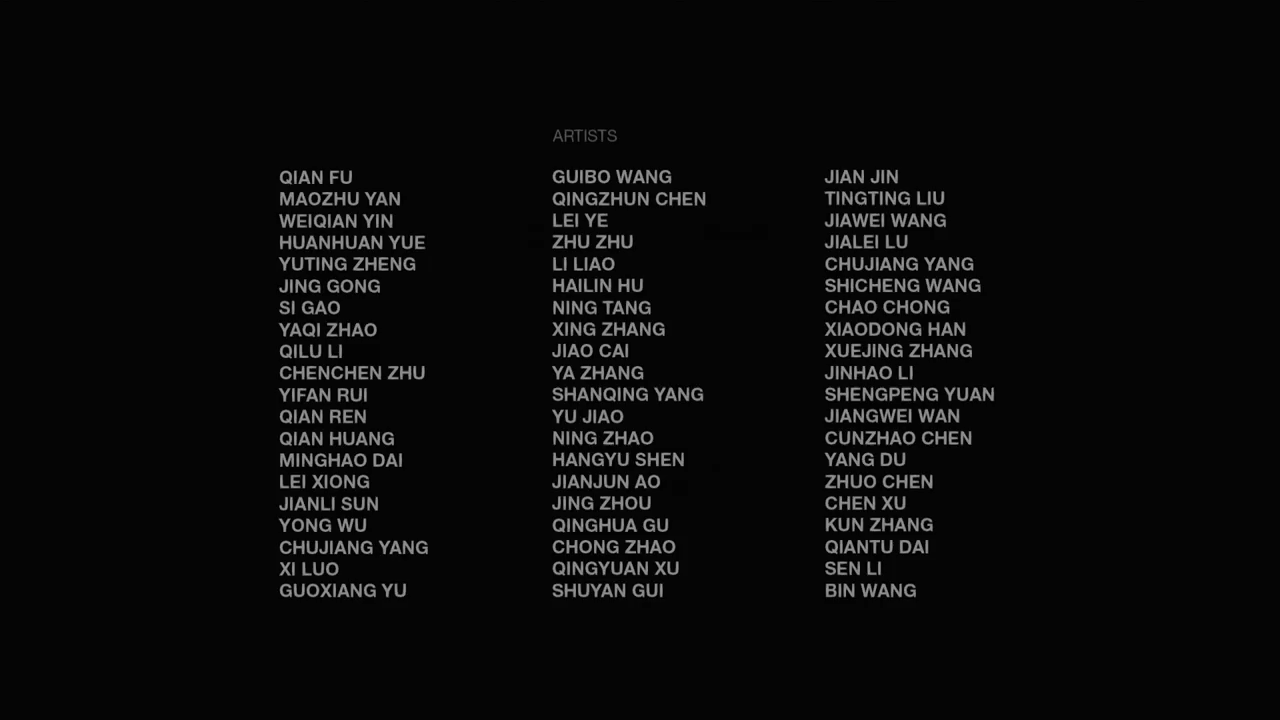 ARTISTS
QIAN FU
MAOZHU YAN
WEIQIAN YIN
HUANHUAN YUE
YUTING ZHENG
JING GONG
SI GAO
YAQI ZHAO
QILU LI
CHENCHEN ZHU
YIFAN RUI
QIAN REN
QIAN HUANG
MINGHAO DAI
LEI XIONG
JIANLI SUN
YONG WU
CHUJIANG YANG
XI LUO
GUOXIANG YU
GUIBO WANG
QINGZHUN CHEN
LEI YE
ZHU ZHU
LI LIAO
HAILIN HU
NING TANG
XING ZHANG
JIAO CAI
YA ZHANG
SHANQING YANG
YU JIAO
NING ZHAO
HANGYU SHEN
JIANJUN AO
JING ZHOU
QINGHUA GU
CHONG ZHAO
QINGYUAN XU
SHUYAN GUI
JIAN JIN
TINGTING LIU
JIAWEI WANG
JIALEI LU
CHUJIANG YANG
SHICHENG WANG
CHAO CHONG
XIAODONG HAN
XUEJING ZHANG
JINHAO LI
SHENGPENG YUAN
JIANGWEI WAN
CUNZHAO CHEN
YANG DU
ZHUO CHEN
CHEN XU
KUN ZHANG
QIANTU DAI
SEN LI
BIN WANG